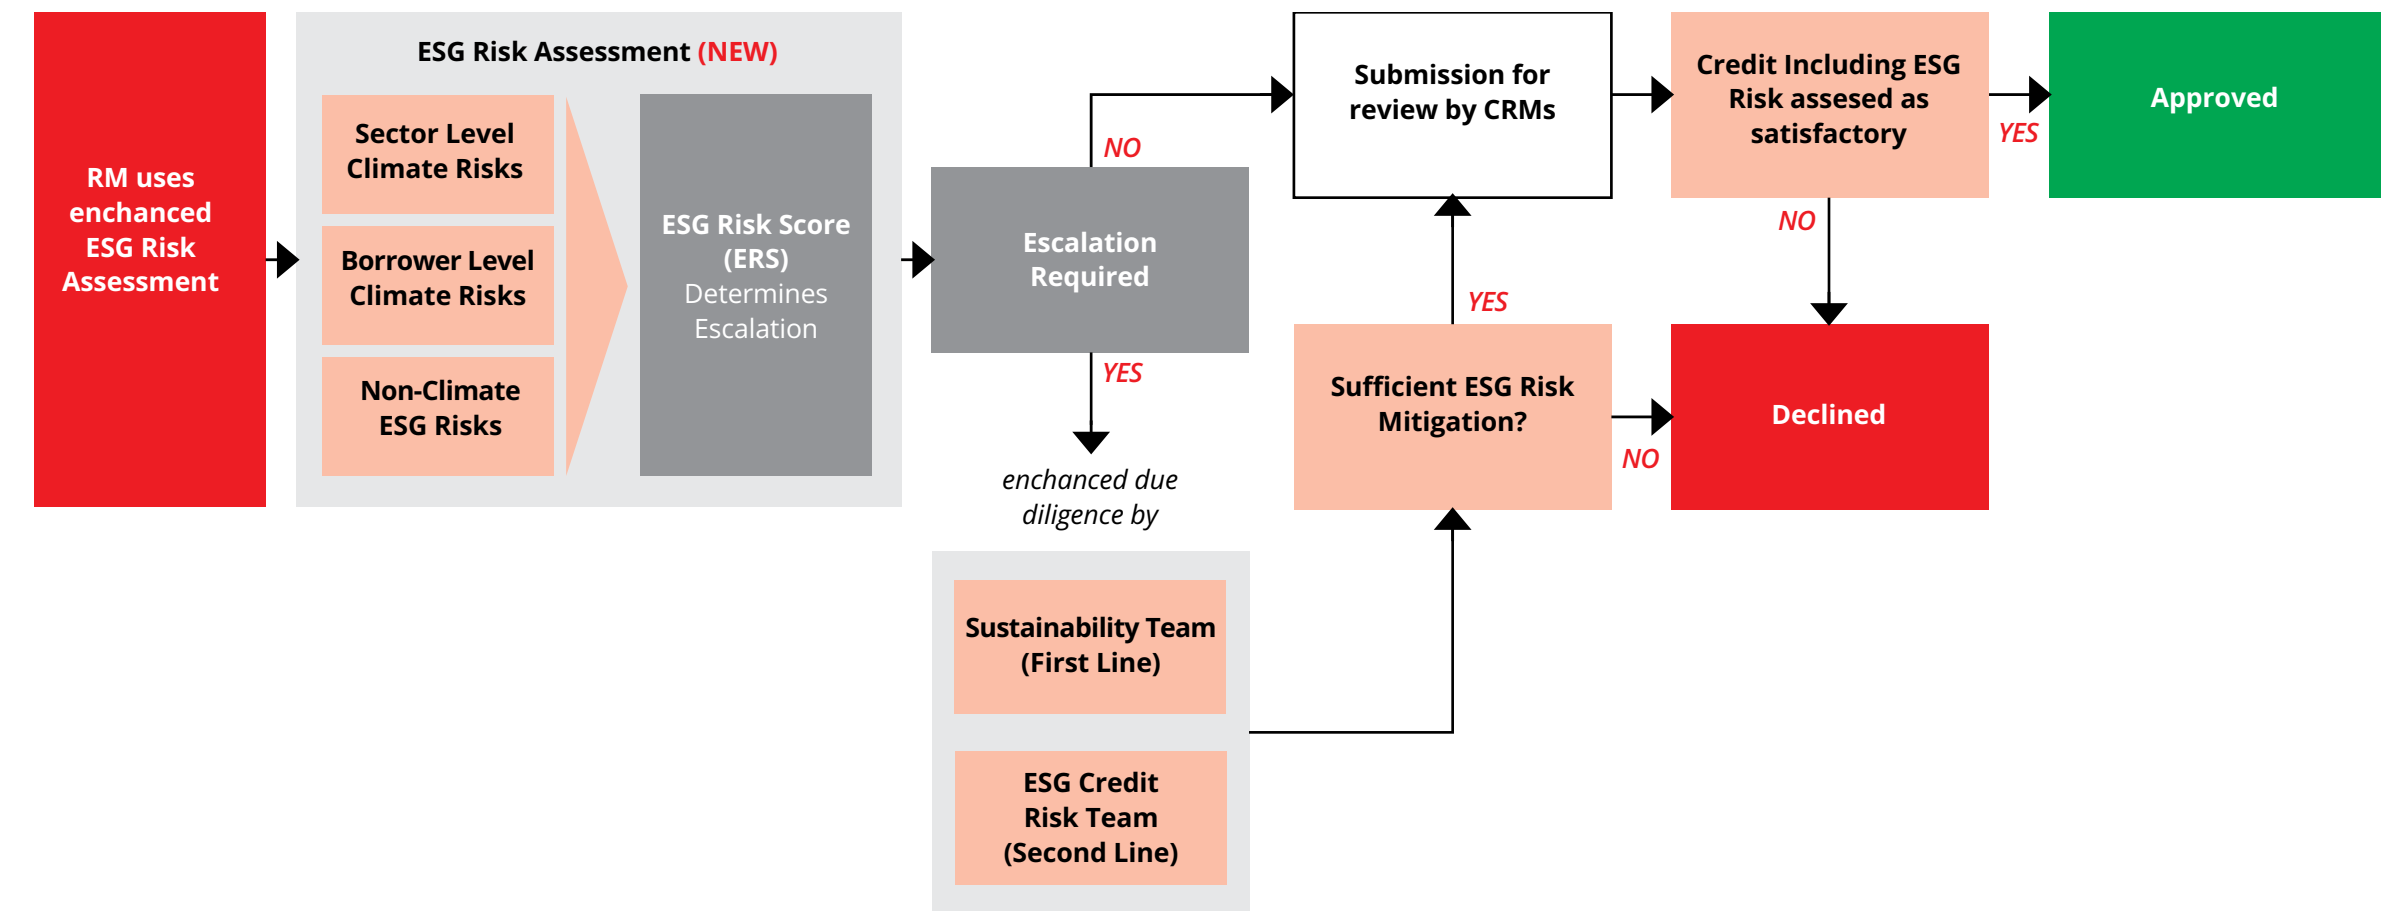 RM uses
enchanced
ESG Risk
Assessment
ESG Risk Assessment (NEW)
Sector Level
Climate Risks
Borrower Level
Climate Risks
Non-Climate
ESG Risks
ESG Risk Score
(ERS)
Determines
Escalation
Escalation
Required
NO
YES
enchanced due
diligence by
Sustainability Team
(First Line)
ESG Credit
Risk Team
(Second Line)
Submission for
review by CRMs
YES
Sufficient ESG Risk
Mitigation?
NO
Credit Including ESG
Risk assesed as
satisfactory
YES
NO
Approved
Declined